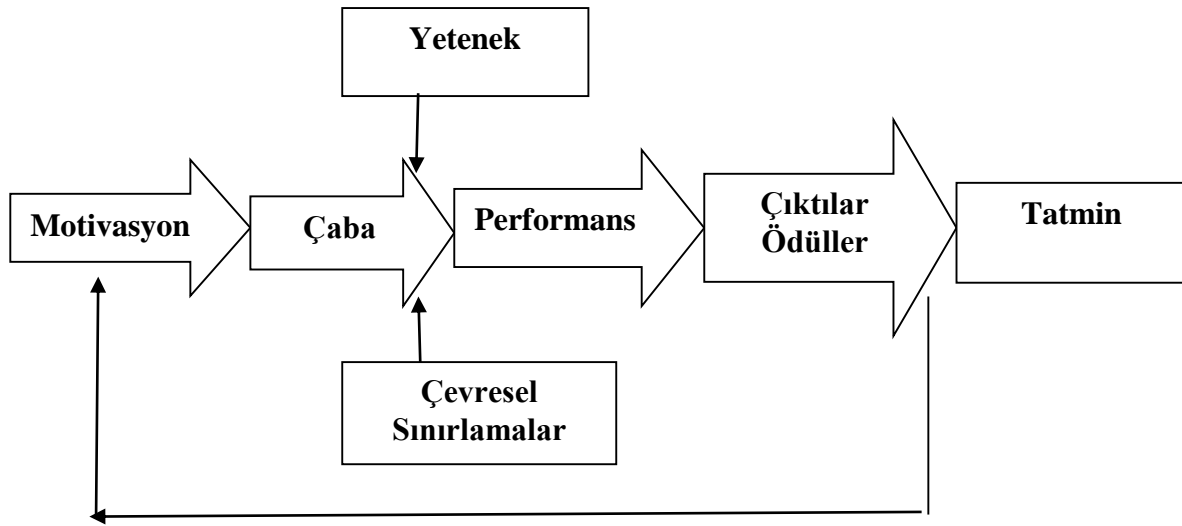 Yetenek
Motivasyon
Çaba
Performans
Çıktılar
Ödüller
Tatmin
Çevresel
Sınırlamalar